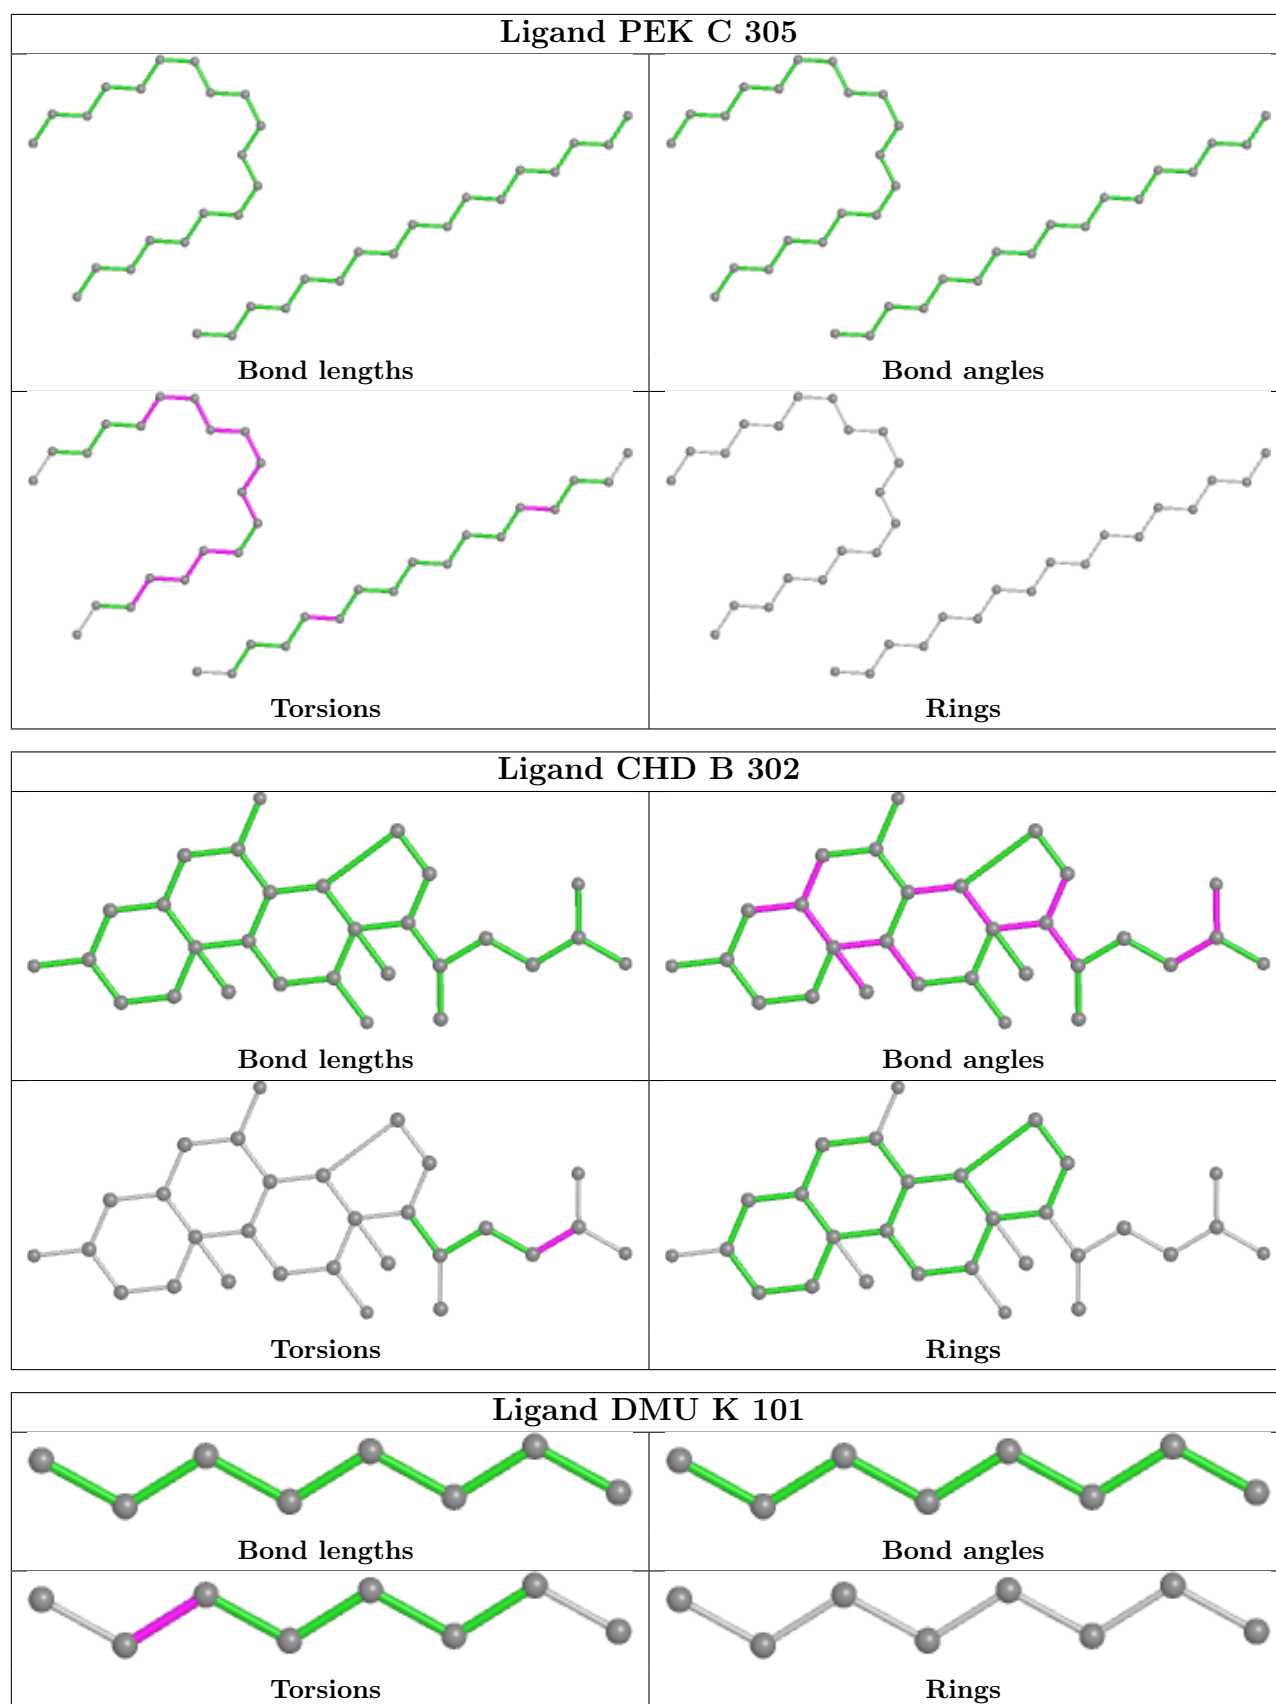 Ligand PEK C 305
Bond lengths
Bond angles
Torsions
Rings
Ligand CHD B 302
Bond lengths
Bond angles
Torsions
Rings
Ligand DMU K 101
Bond lengths
Bond angles
Torsions
Rings